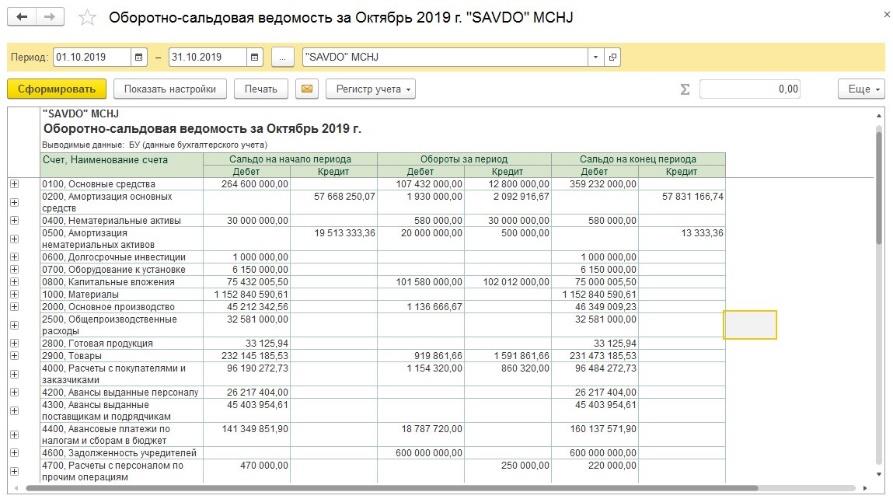 Оборотно-сальдовая ведомость за Октябрь 2019 г. "SAVDO" MCHJ
Период: 01.10.2019 – 31.10.2019 ... "SAVDO" MCHJ
Сформировать Показать настройки Печать Регистр учета Σ 0,00 Еще
"SAVDO" MCHJ
Оборотно-сальдовая ведомость за Октябрь 2019 г.
Выводимые данные: БУ (данные бухгалтерского учета)
Счет, Наименование счета Сальдо на начало периода Обороты за период Сальдо на конец периода
Дебет Кредит Дебет Кредит Дебет Кредит
0100, Основные средства 264 600 000,00 107 432 000,00 12 800 000,00 359 232 000,00
0200, Амортизация основных 57 668 250,07 1 930 000,00 2 092 916,67 57 831 166,74
средств
0400, Нематериальные активы 30 000 000,00 580 000,00 30 000 000,00 580 000,00
0500, Амортизация 19 513 333,36 20 000 000,00 500 000,00 13 333,36
нематериальных активов
0600, Долгосрочные инвестиции 1 000 000,00 1 000 000,00
0700, Оборудование к установке 6 150 000,00 6 150 000,00
0800, Капитальные вложения 75 432 005,50 101 580 000,00 102 012 000,00 75 000 005,50
1000, Материалы 1 152 840 590,61 1 152 840 590,61
2000, Основное производство 45 212 342,56 1 136 666,67 46 349 009,23
2500, Общепроизводственные 32 581 000,00 32 581 000,00
расходы
2800, Готовая продукция 33 125,94 33 125,94
2900, Товары 232 145 185,53 919 861,66 1 591 861,66 231 473 185,53
4000, Расчеты с покупателями и 96 190 272,73 1 154 320,00 860 320,00 96 484 272,73
заказчиками
4200, Авансы выданные персоналу 26 217 404,00 26 217 404,00
4300, Авансы выданные 45 403 954,61 45 403 954,61
поставщикам и подрядчикам
4400, Авансовые платежи по 141 349 851,90 18 787 720,00 160 137 571,90
налогам и сборам в бюджет
4600, Задолженность учредителей 600 000 000,00 600 000 000,00
4700, Расчеты с персоналом по 470 000,00 250 000,00 220 000,00
прочим операциям